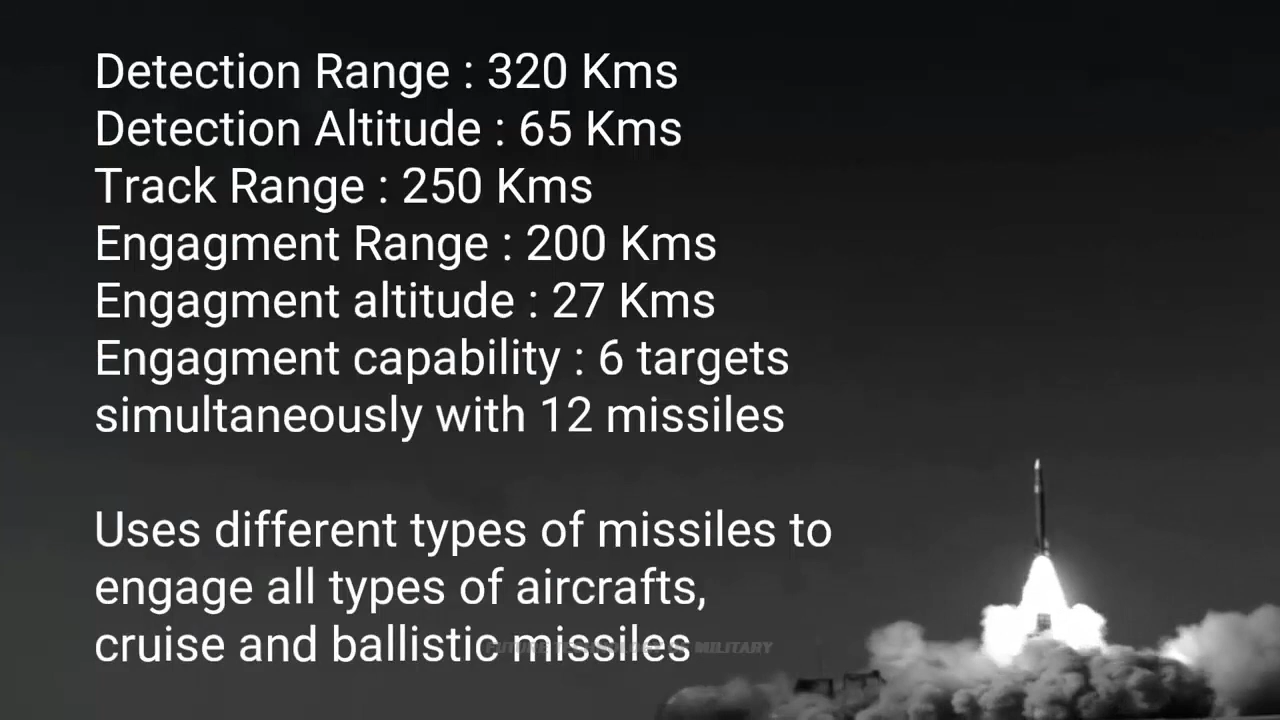 Detection Range : 320 Kms
Detection Altitude : 65 Kms
Track Range : 250 Kms
Engagment Range : 200 Kms
Engagment altitude : 27 Kms
Engagment capability : 6 targets
simultaneously with 12 missiles
Uses different types of missiles to
engage all types of aircrafts,
cruise and ballistic missiles
MILITARY